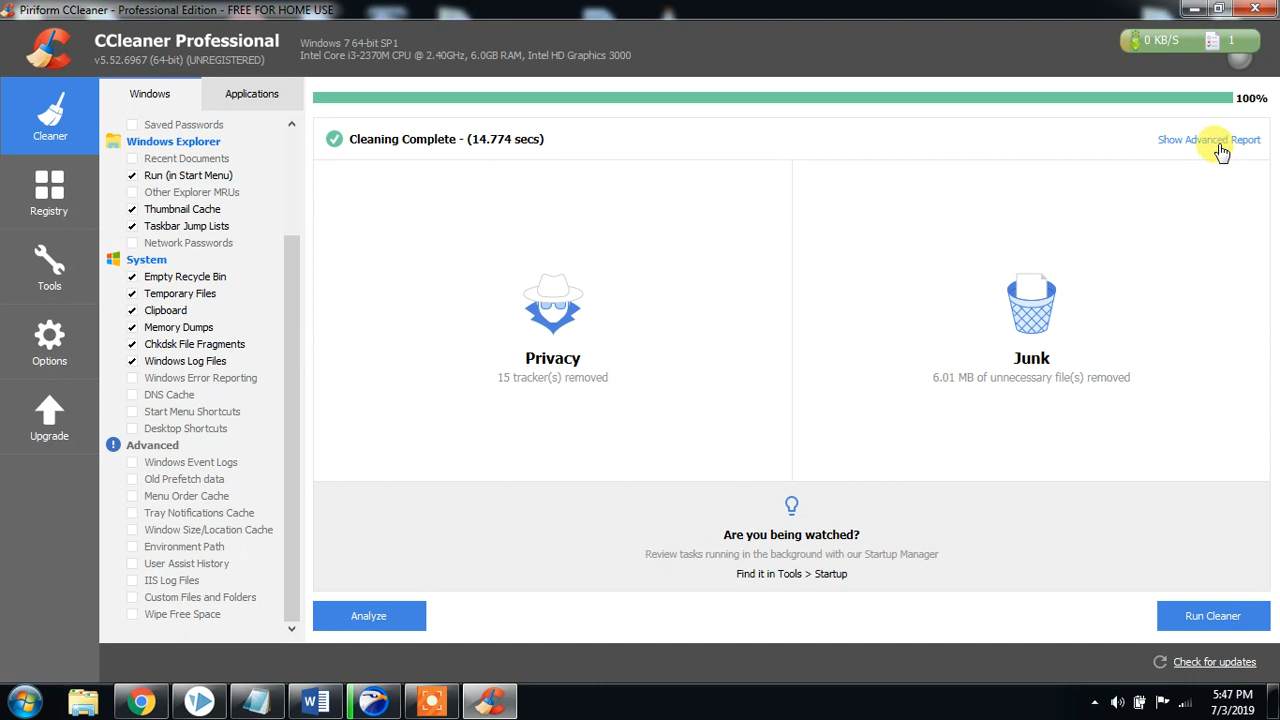 Piriform CCleaner - Professional Edition - FREE FOR HOME USE
CCleaner Professional
v5.52.6967 (64-bit) (UNREGISTERED)
Windows 7 64-bit SP1
Intel Core i3-2370M CPU @ 2.40GHz, 6.0GB RAM, Intel HD Graphics 3000
0 KB/S
1
Cleaner
Registry
Tools
Options
Upgrade
Windows
Applications
Saved Passwords
Windows Explorer
Recent Documents
Run (in Start Menu)
Other Explorer MRUs
Thumbnail Cache
Taskbar Jump Lists
Network Passwords
System
Empty Recycle Bin
Temporary Files
Clipboard
Memory Dumps
Chkdsk File Fragments
Windows Log Files
Windows Error Reporting
DNS Cache
Start Menu Shortcuts
Desktop Shortcuts
Advanced
Windows Event Logs
Old Prefetch data
Menu Order Cache
Tray Notifications Cache
Window Size/Location Cache
Environment Path
User Assist History
IIS Log Files
Custom Files and Folders
Wipe Free Space
100%
Cleaning Complete - (14.774 secs)
Show Advanced Report
Privacy
15 tracker(s) removed
Junk
6.01 MB of unnecessary file(s) removed
Are you being watched?
Review tasks running in the background with our Startup Manager
Find it in Tools > Startup
Analyze
Run Cleaner
Check for updates
5:47 PM
7/3/2019